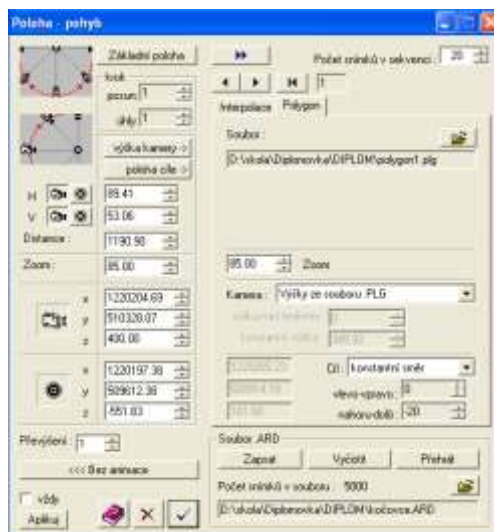 Poloha - pohyb
Základní poloha
Počet snímků v sekvenci: 20
krok
posun: 1
úhly: 1
1
Interpolace Polygon
výška kamery ->
poloha cíle ->
Soubor :
D:\skola\Diplomovka\DIPLOM\polygon1.plg
H 89.41
V 53.06
Distance : 1190.98
Zoom : 85.00
85.00 Zoom
Kamera : Výšky ze souboru .PLG
x 1220204.69
y 510328.07
z 400.00
x 1220197.38
y 509612.38
z -551.83
Cíl : konstantní směr
vlevo-vpravo : 0
nahoru-dolů : -20
Převýšení : 1
<<< Bez animace
Soubor .ARD
Zapsat Vyčistit Přehrát
Počet snímků v souboru 5000
D:\skola\Diplomovka\DIPLOM\kočovce.ARD
vždy
Aplikuj